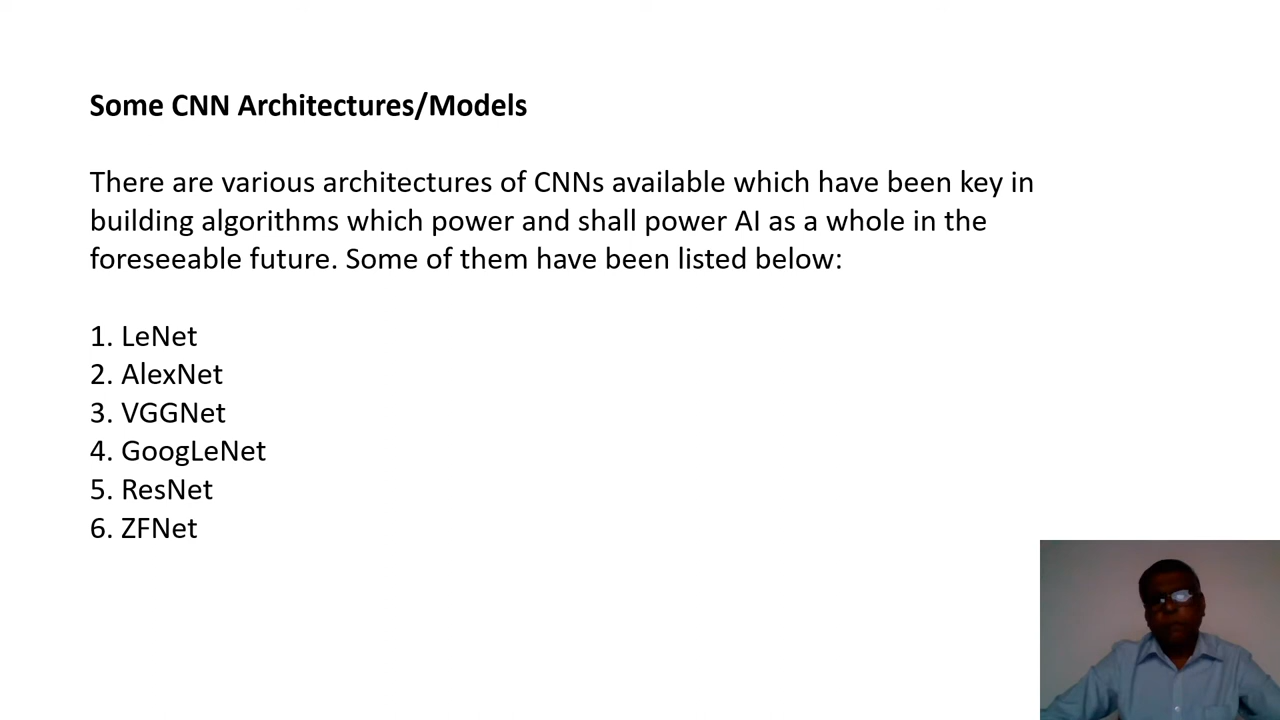 Some CNN Architectures/Models
There are various architectures of CNNs available which have been key in
building algorithms which power and shall power AI as a whole in the
foreseeable future. Some of them have been listed below:
1. LeNet
2. AlexNet
3. VGGNet
4. GoogLeNet
5. ResNet
6. ZFNet